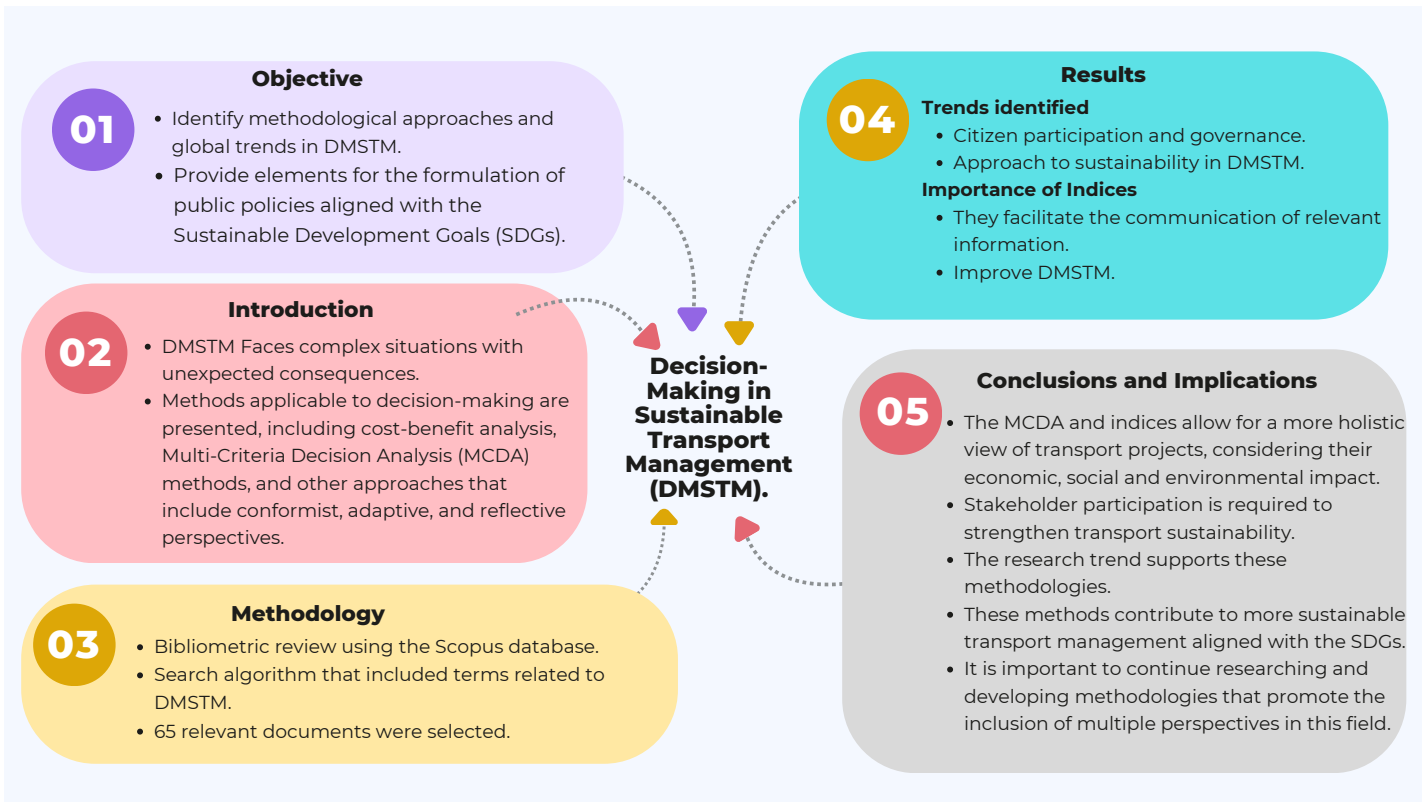 Objective
01
• Identify methodological approaches and
global trends in DMSTM.
• Provide elements for the formulation of
public policies aligned with the
Sustainable Development Goals (SDGs).
Introduction
02
• DMSTM Faces complex situations with
unexpected consequences.
• Methods applicable to decision-making are
presented, including cost-benefit analysis,
Multi-Criteria Decision Analysis (MCDA)
methods, and other approaches that
include conformist, adaptive, and reflective
perspectives.
Methodology
03
• Bibliometric review using the Scopus database.
• Search algorithm that included terms related to
DMSTM.
• 65 relevant documents were selected.
Decision-
Making in
Sustainable
Transport
Management
(DMSTM).
Results
04
Trends identified
• Citizen participation and governance.
• Approach to sustainability in DMSTM.
Importance of Indices
• They facilitate the communication of relevant
information.
• Improve DMSTM.
Conclusions and Implications
05
• The MCDA and indices allow for a more holistic
view of transport projects, considering their
economic, social and environmental impact.
• Stakeholder participation is required to
strengthen transport sustainability.
• The research trend supports these
methodologies.
• These methods contribute to more sustainable
transport management aligned with the SDGs.
• It is important to continue researching and
developing methodologies that promote the
inclusion of multiple perspectives in this field.